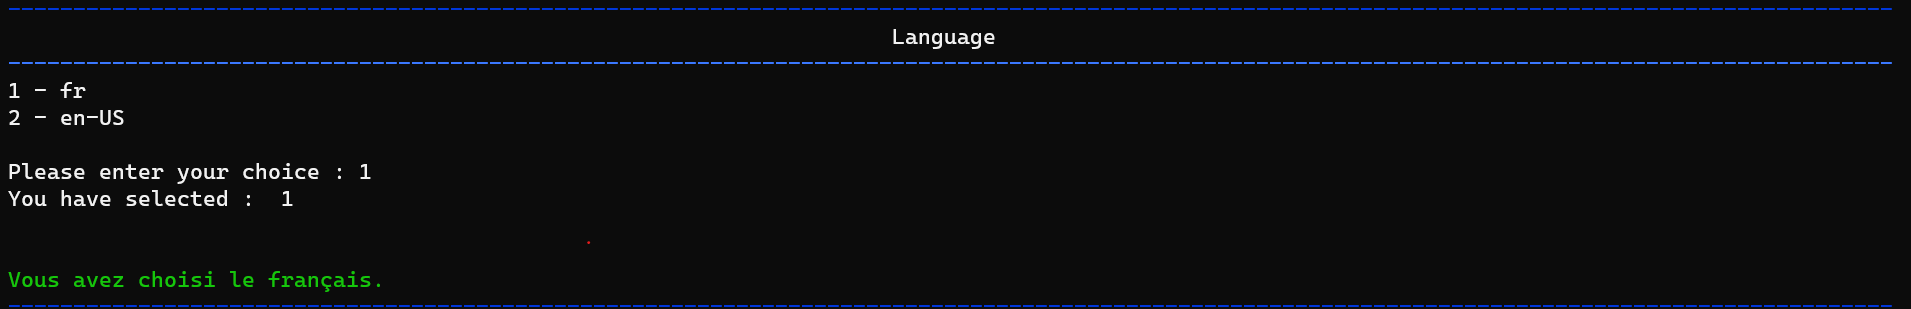 Language
1 - fr
2 - en-US
Please enter your choice : 1
You have selected :  1
Vous avez choisi le français.